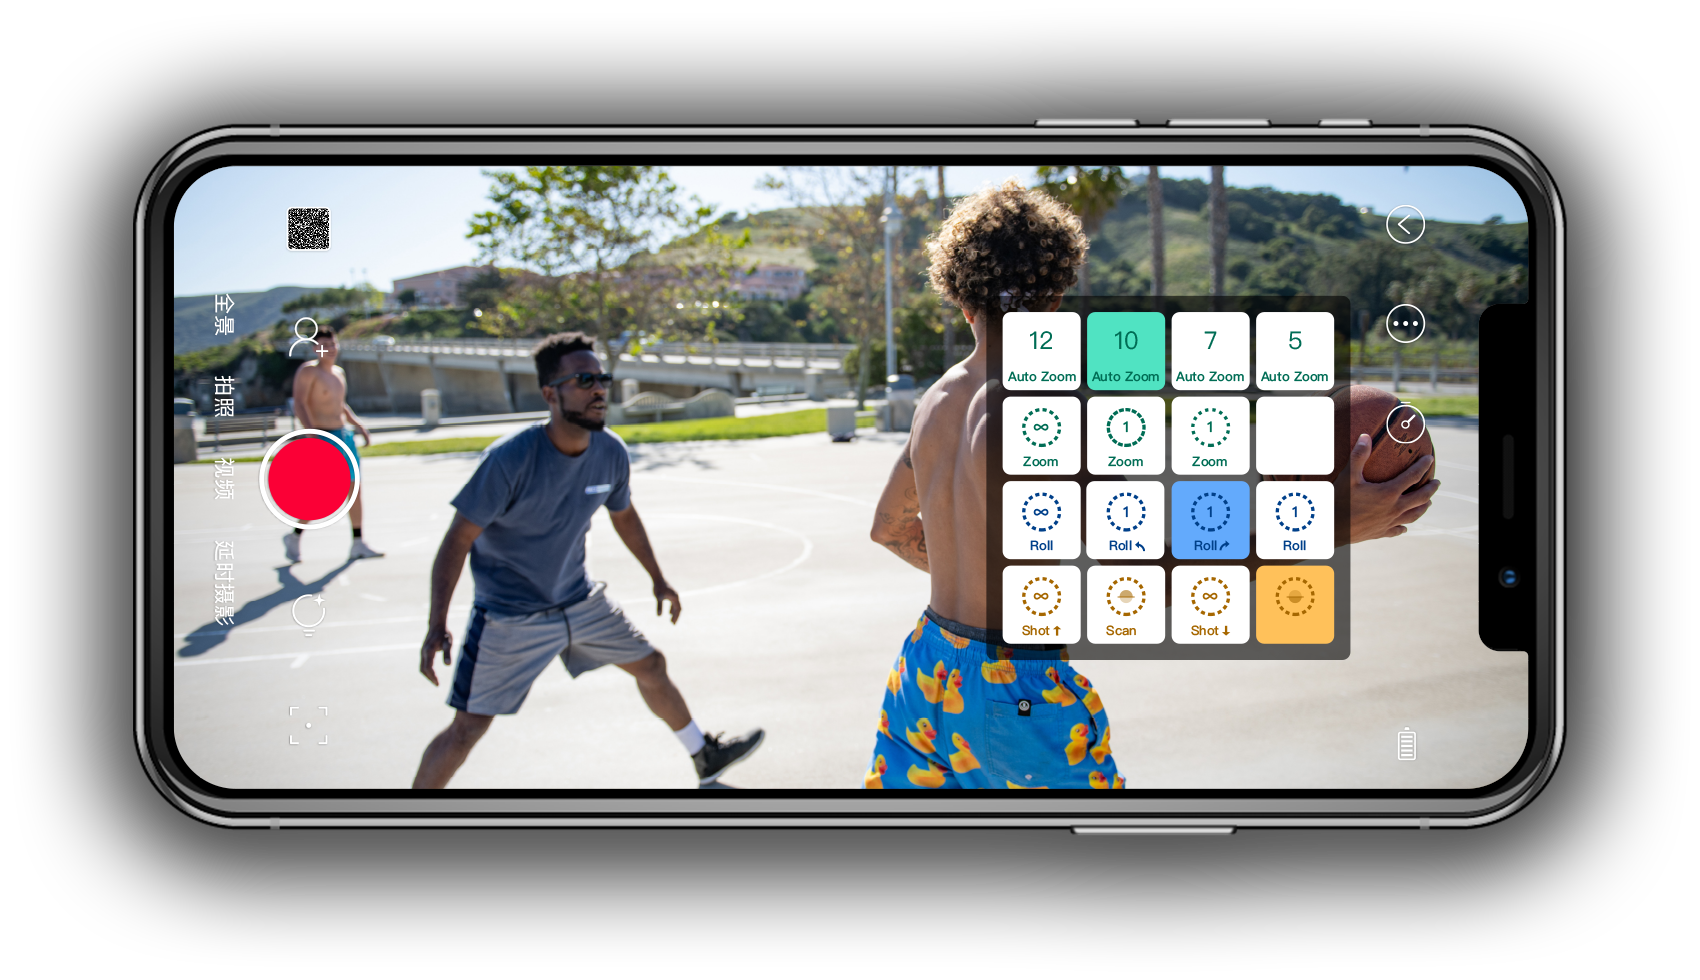 全景
拍照
视频
延时摄影
12
10
7
5
Auto Zoom
Auto Zoom
Auto Zoom
Auto Zoom
∞
1
1
Zoom
Zoom
Zoom
∞
1
1
1
Roll
Roll
Roll
Roll
∞
∞
Shot
Scan
Shot